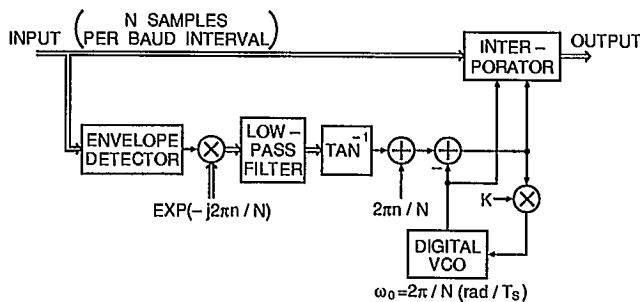 INPUT
( N SAMPLES
PER BAUD INTERVAL )
INTER-
PORATOR
OUTPUT
ENVELOPE
DETECTOR
LOW-
PASS
FILTER
TAN⁻¹
EXP(-j2πn / N)
2πn / N
-
K
DIGITAL
VCO
ω₀=2π / N (rad / Tₛ)